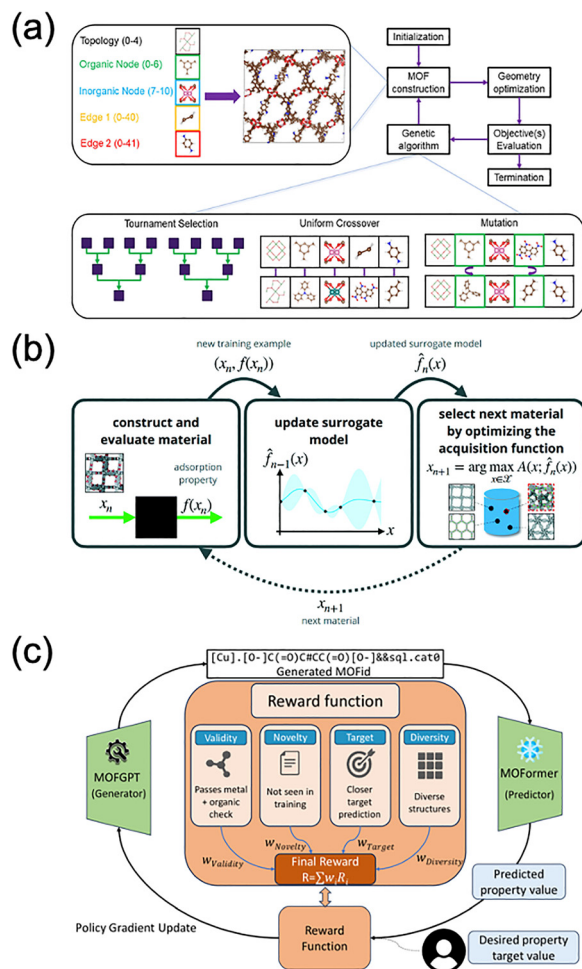 (a)
Topology (0-4)
Organic Node (0-6)
Inorganic Node (7-10)
Edge 1 (0-40)
Edge 2 (0-41)
Initialization
MOF
construction
Geometry
optimization
Genetic
algorithm
Objective(s)
Evaluation
Termination
Tournament Selection
Uniform Crossover
Mutation
(b)
new training example
(xₙ, f(xₙ))
updated surrogate model
f̂ₙ(x)
construct and
evaluate material
adsorption
property
xₙ
f(xₙ)
update surrogate
model
f̂ₙ₋₁(x)
x
select next material
by optimizing the
acquisition function
xₙ₊₁ = arg max A(x; f̂ₙ(x))
x∈𝒳
xₙ₊₁
next material
(c)
[Cu].[O-]C(=O)C#CC(=O)[O-]&&sql.cat0
Generated MOFid
Reward function
Validity
Passes metal
+ organic
check
Novelty
Not seen in
training
Target
Closer
target
prediction
Diversity
Diverse
structures
MOFGPT
(Generator)
MOFormer
(Predictor)
w_Validity
w_Novelty
w_Target
w_Diversity
Final Reward
R=∑wᵢRᵢ
Predicted
property value
Policy Gradient Update
Reward
Function
Desired property
target value